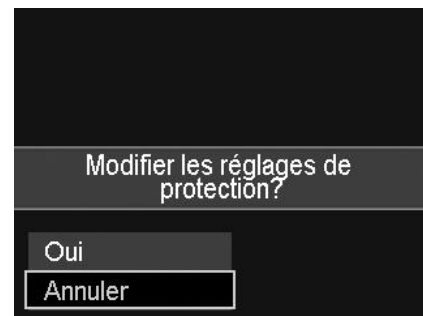 Modifier les réglages de
protection?
Oui
Annuler